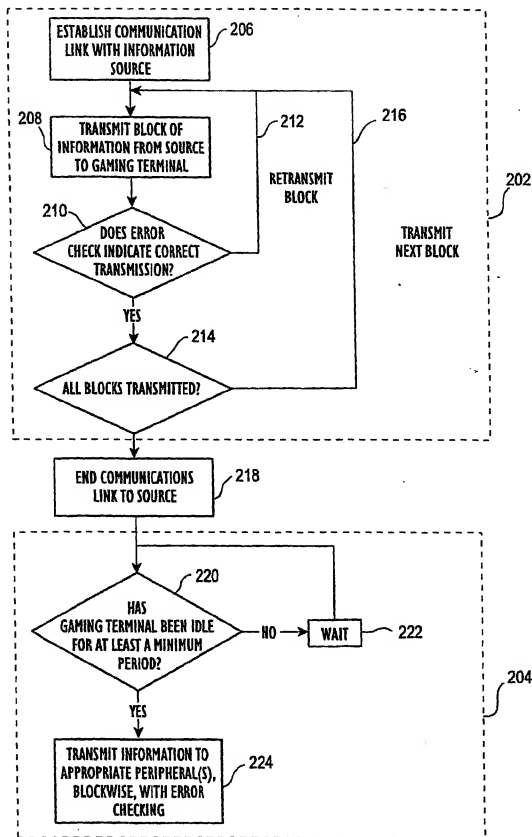 ESTABLISH COMMUNICATION
LINK WITH INFORMATION
SOURCE
206
208
TRANSMIT BLOCK OF
INFORMATION FROM SOURCE
TO GAMING TERMINAL
212
216
RETRANSMIT
BLOCK
202
210
DOES ERROR
CHECK INDICATE CORRECT
TRANSMISSION?
TRANSMIT
NEXT BLOCK
YES
214
ALL BLOCKS TRANSMITTED?
END COMMUNICATIONS
LINK TO SOURCE
218
220
HAS
GAMING TERMINAL BEEN IDLE
FOR AT LEAST A MINIMUM
PERIOD?
NO
WAIT
222
204
YES
TRANSMIT INFORMATION TO
APPROPRIATE PERIPHERAL(S),
BLOCKWISE, WITH ERROR
CHECKING
224